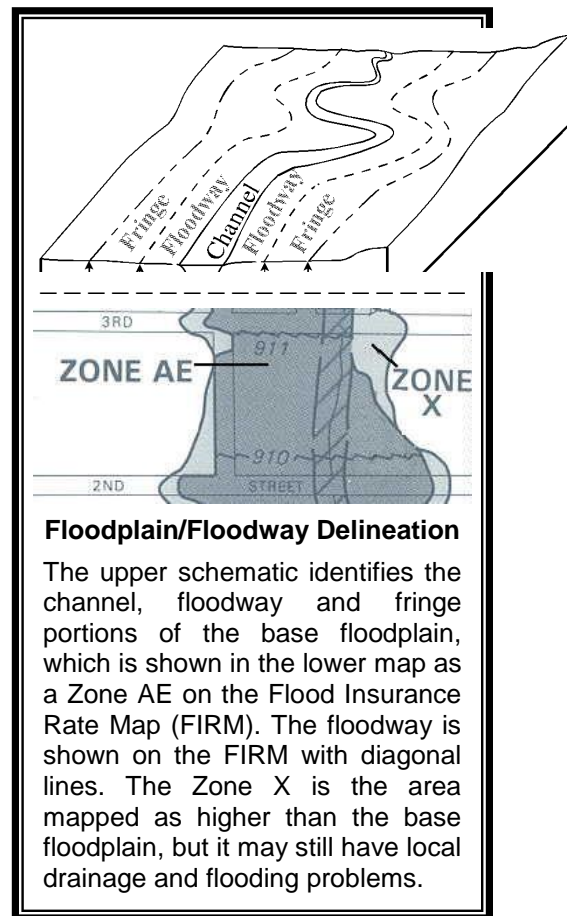 Fringe
Floodway
Channel
Floodway
Fringe
3RD
911
ZONE AE
ZONE
X
910
2ND
STREET
Floodplain/Floodway Delineation
The upper schematic identifies the
channel, floodway and fringe
portions of the base floodplain,
which is shown in the lower map as
a Zone AE on the Flood Insurance
Rate Map (FIRM). The floodway is
shown on the FIRM with diagonal
lines. The Zone X is the area
mapped as higher than the base
floodplain, but it may still have local
drainage and flooding problems.